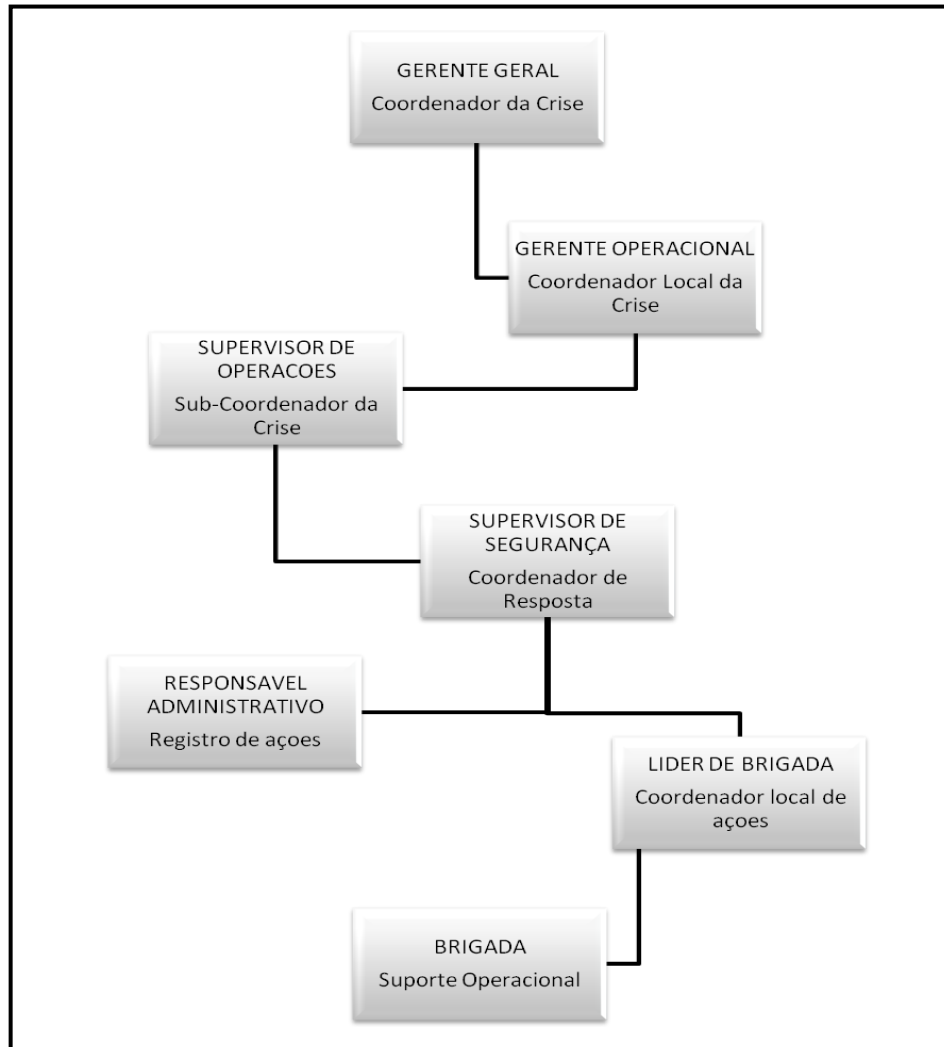 GERENTE GERAL
Coordenador da Crise
GERENTE OPERACIONAL
Coordenador Local da
Crise
SUPERVISOR DE
OPERACOES
Sub-Coordenador da
Crise
SUPERVISOR DE
SEGURANÇA
Coordenador de
Resposta
RESPONSAVEL
ADMINISTRATIVO
Registro de açoes
LIDER DE BRIGADA
Coordenador local de
açoes
BRIGADA
Suporte Operacional